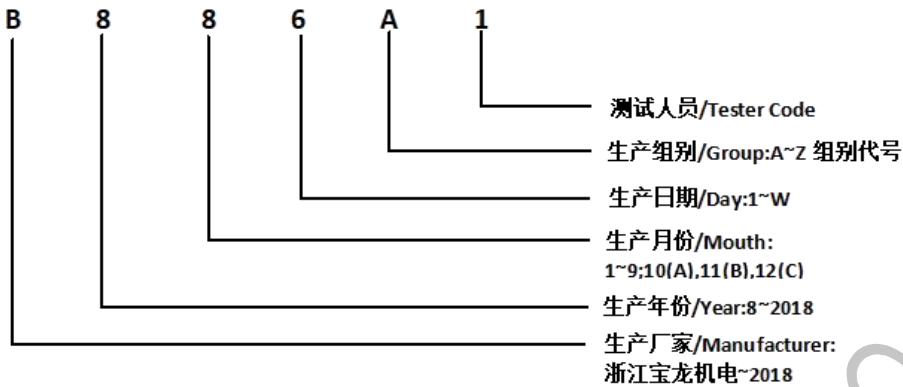 B 8 8 6 A 1
测试人员/Tester Code
生产组别/Group:A~Z 组别代号
生产日期/Day:1~W
生产月份/Mouth:
1~9;10(A),11(B),12(C)
生产年份/Year:8~2018
生产厂家/Manufacturer:
浙江宝龙机电~2018